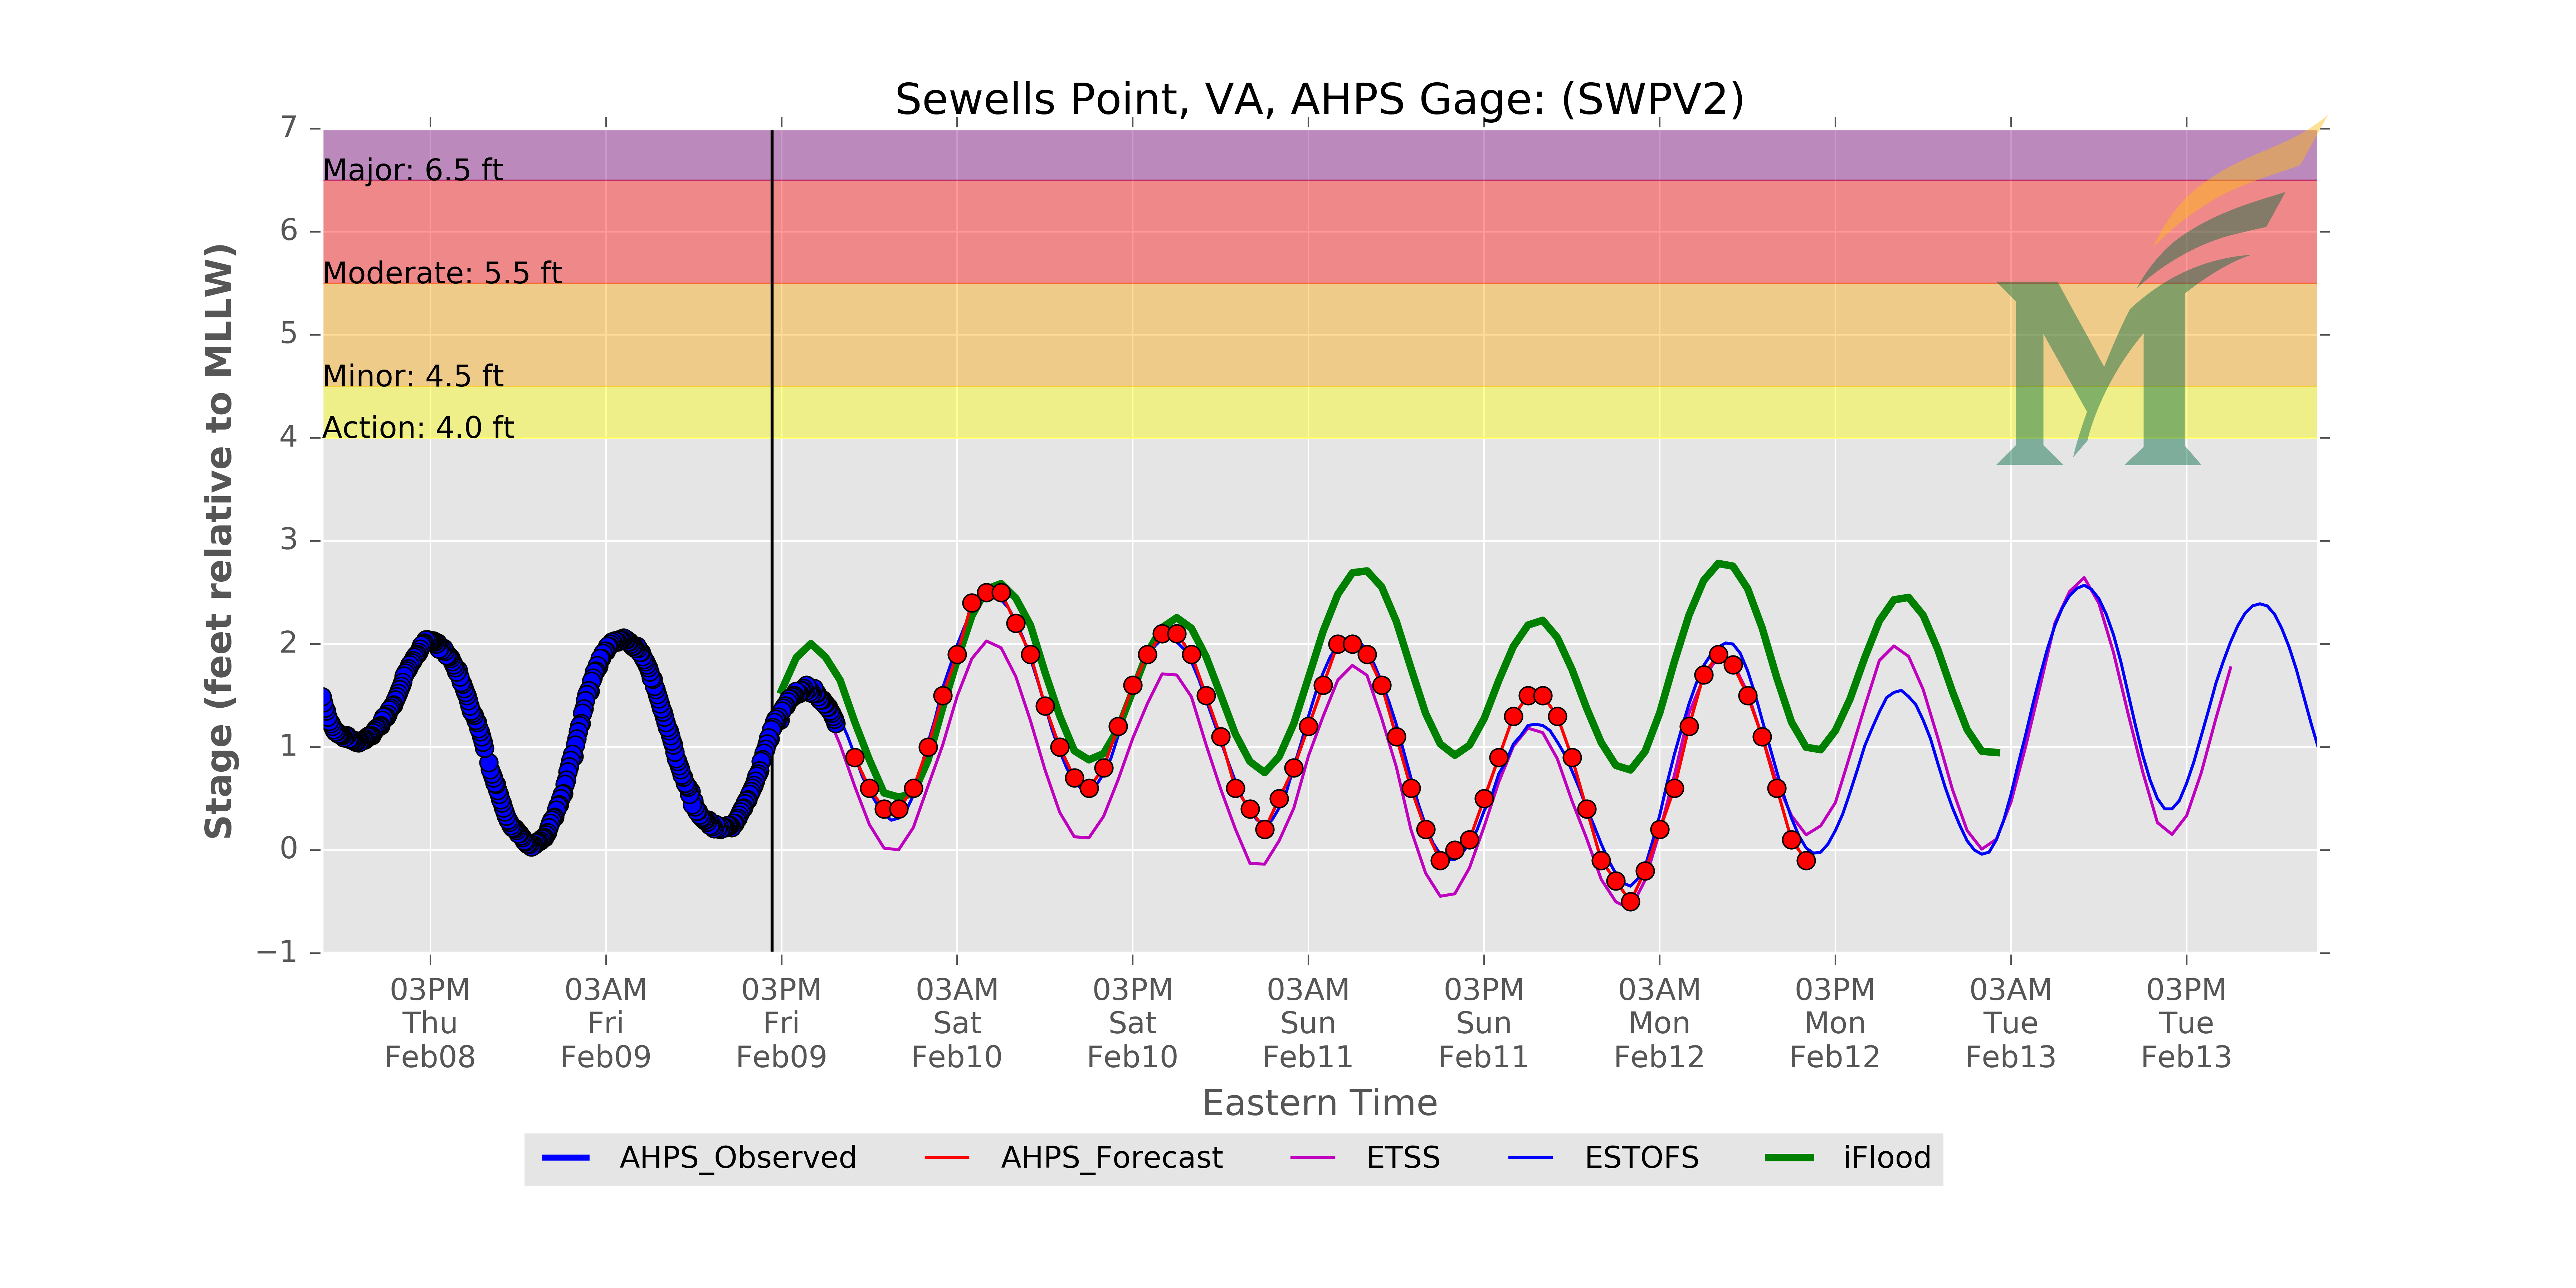 Sewells Point, VA, AHPS Gage: (SWPV2)
Stage (feet relative to MLLW)
7
6
5
4
3
2
1
0
−1
Major: 6.5 ft
Moderate: 5.5 ft
Minor: 4.5 ft
Action: 4.0 ft
M
03PM
Thu
Feb08
03AM
Fri
Feb09
03PM
Fri
Feb09
03AM
Sat
Feb10
03PM
Sat
Feb10
03AM
Sun
Feb11
03PM
Sun
Feb11
03AM
Mon
Feb12
03PM
Mon
Feb12
03AM
Tue
Feb13
03PM
Tue
Feb13
Eastern Time
AHPS_Observed AHPS_Forecast ETSS ESTOFS iFlood